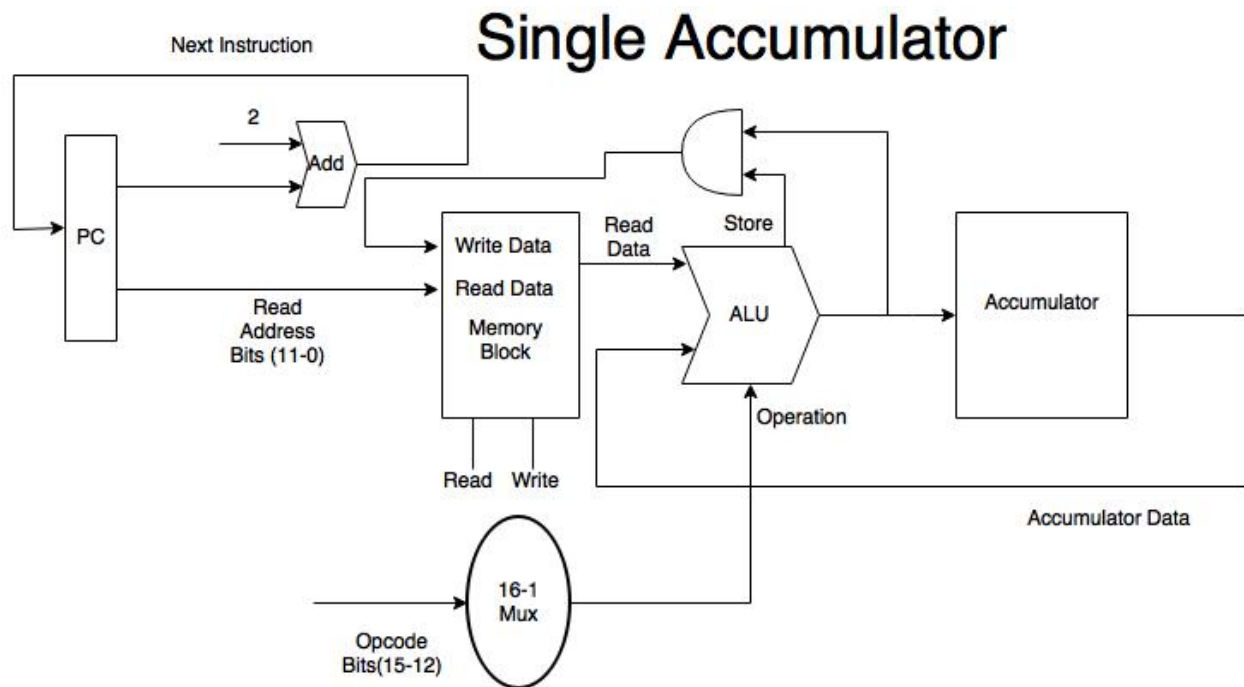 Single Accumulator
Next Instruction
2
Add
PC
Read
Address
Bits (11-0)
Write Data
Read Data
Memory
Block
Read
Write
Read
Data
Store
ALU
Operation
Accumulator
Accumulator Data
16-1
Mux
Opcode
Bits(15-12)